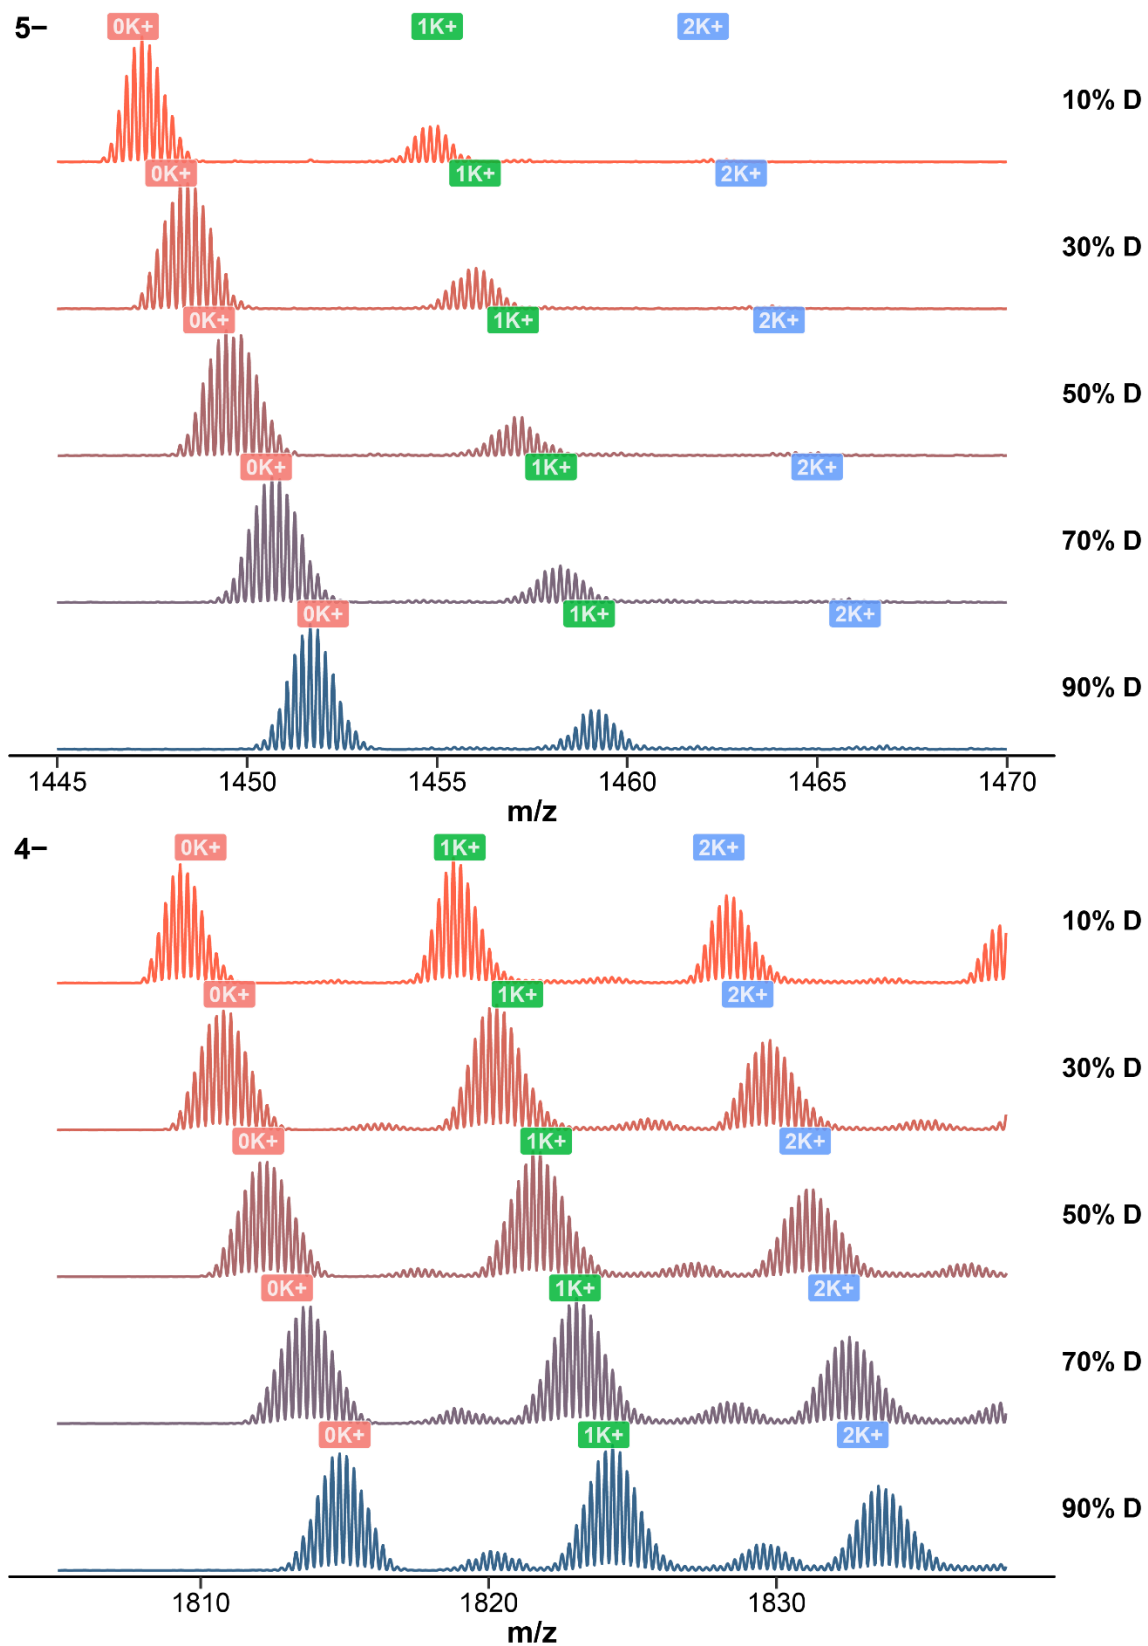 5− 0K+ 1K+ 2K+
10% D
0K+ 1K+ 2K+
30% D
0K+ 1K+ 2K+
50% D
0K+ 1K+ 2K+
70% D
0K+ 1K+ 2K+
90% D
1445 1450 1455 1460 1465 1470
m/z
4− 0K+ 1K+ 2K+
10% D
0K+ 1K+ 2K+
30% D
0K+ 1K+ 2K+
50% D
0K+ 1K+ 2K+
70% D
0K+ 1K+ 2K+
90% D
1810 1820 1830
m/z